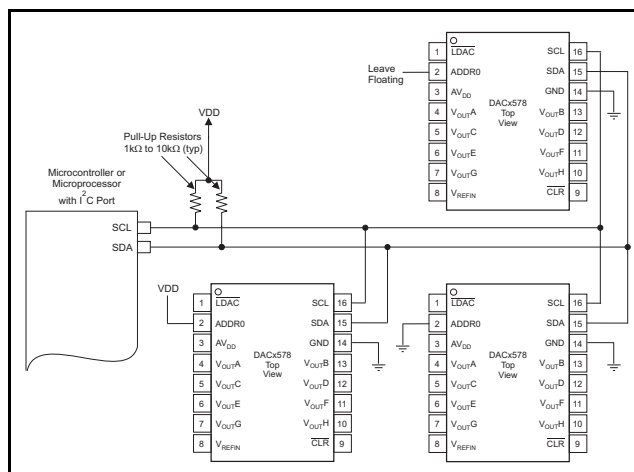 Leave
Floating
1 LDAC SCL 16
2 ADDR0 SDA 15
3 AVDD GND 14
4 VOUTA VOUTB 13
5 VOUTC VOUTD 12
6 VOUTE VOUTF 11
7 VOUTG VOUTH 10
8 VREFIN CLR 9
DACx578
Top
View
VDD
Pull-Up Resistors
1kΩ to 10kΩ (typ)
Microcontroller or
Microprocessor
with I2C Port
SCL
SDA
VDD
1 LDAC SCL 16
2 ADDR0 SDA 15
3 AVDD GND 14
4 VOUTA VOUTB 13
5 VOUTC VOUTD 12
6 VOUTE VOUTF 11
7 VOUTG VOUTH 10
8 VREFIN CLR 9
DACx578
Top
View
1 LDAC SCL 16
2 ADDR0 SDA 15
3 AVDD GND 14
4 VOUTA VOUTB 13
5 VOUTC VOUTD 12
6 VOUTE VOUTF 11
7 VOUTG VOUTH 10
8 VREFIN CLR 9
DACx578
Top
View